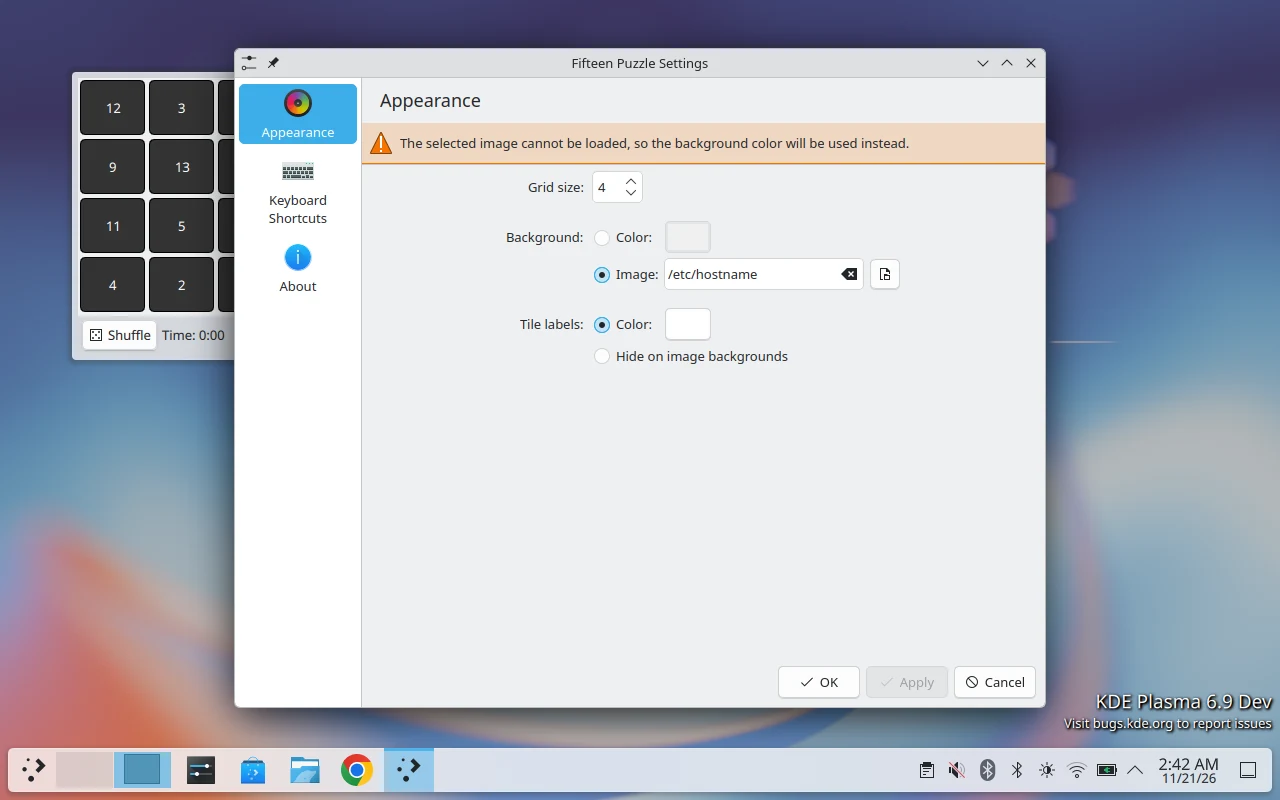 Fifteen Puzzle Settings
12 3
9 13
11 5
4 2
Shuffle Time: 0:00
Appearance
Keyboard
Shortcuts
About
Appearance
The selected image cannot be loaded, so the background color will be used instead.
Grid size: 4
Background: Color:
Image: /etc/hostname
Tile labels: Color:
Hide on image backgrounds
OK Apply Cancel
KDE Plasma 6.9 Dev
Visit bugs.kde.org to report issues
2:42 AM
11/21/26